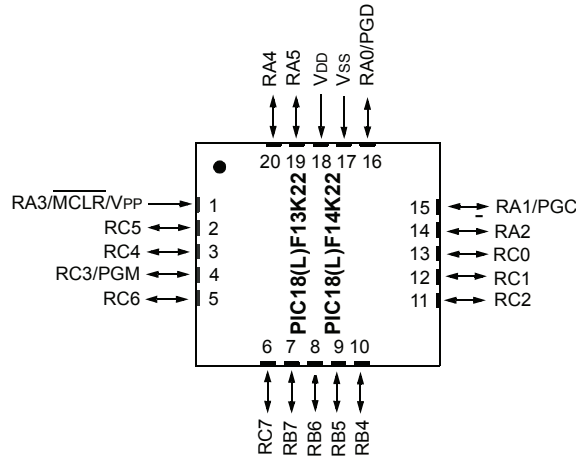 RA4
RA5
VDD
VSS
RA0/PGD
20 19 18 17 16
RA3/MCLR/VPP
1
RC5
2
RC4
3
RC3/PGM
4
RC6
5
PIC18(L)F13K22
PIC18(L)F14K22
15
RA1/PGC
14
RA2
13
RC0
12
RC1
11
RC2
6 7 8 9 10
RC7
RB7
RB6
RB5
RB4